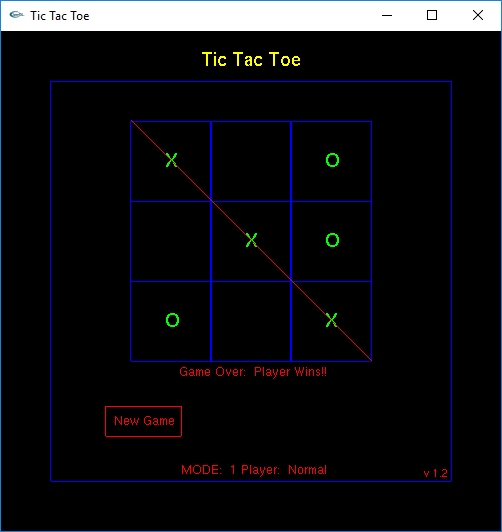 Tic Tac Toe
Tic Tac Toe
X O
X O
O X
Game Over: Player Wins!!
New Game
MODE: 1 Player: Normal
v 1.2